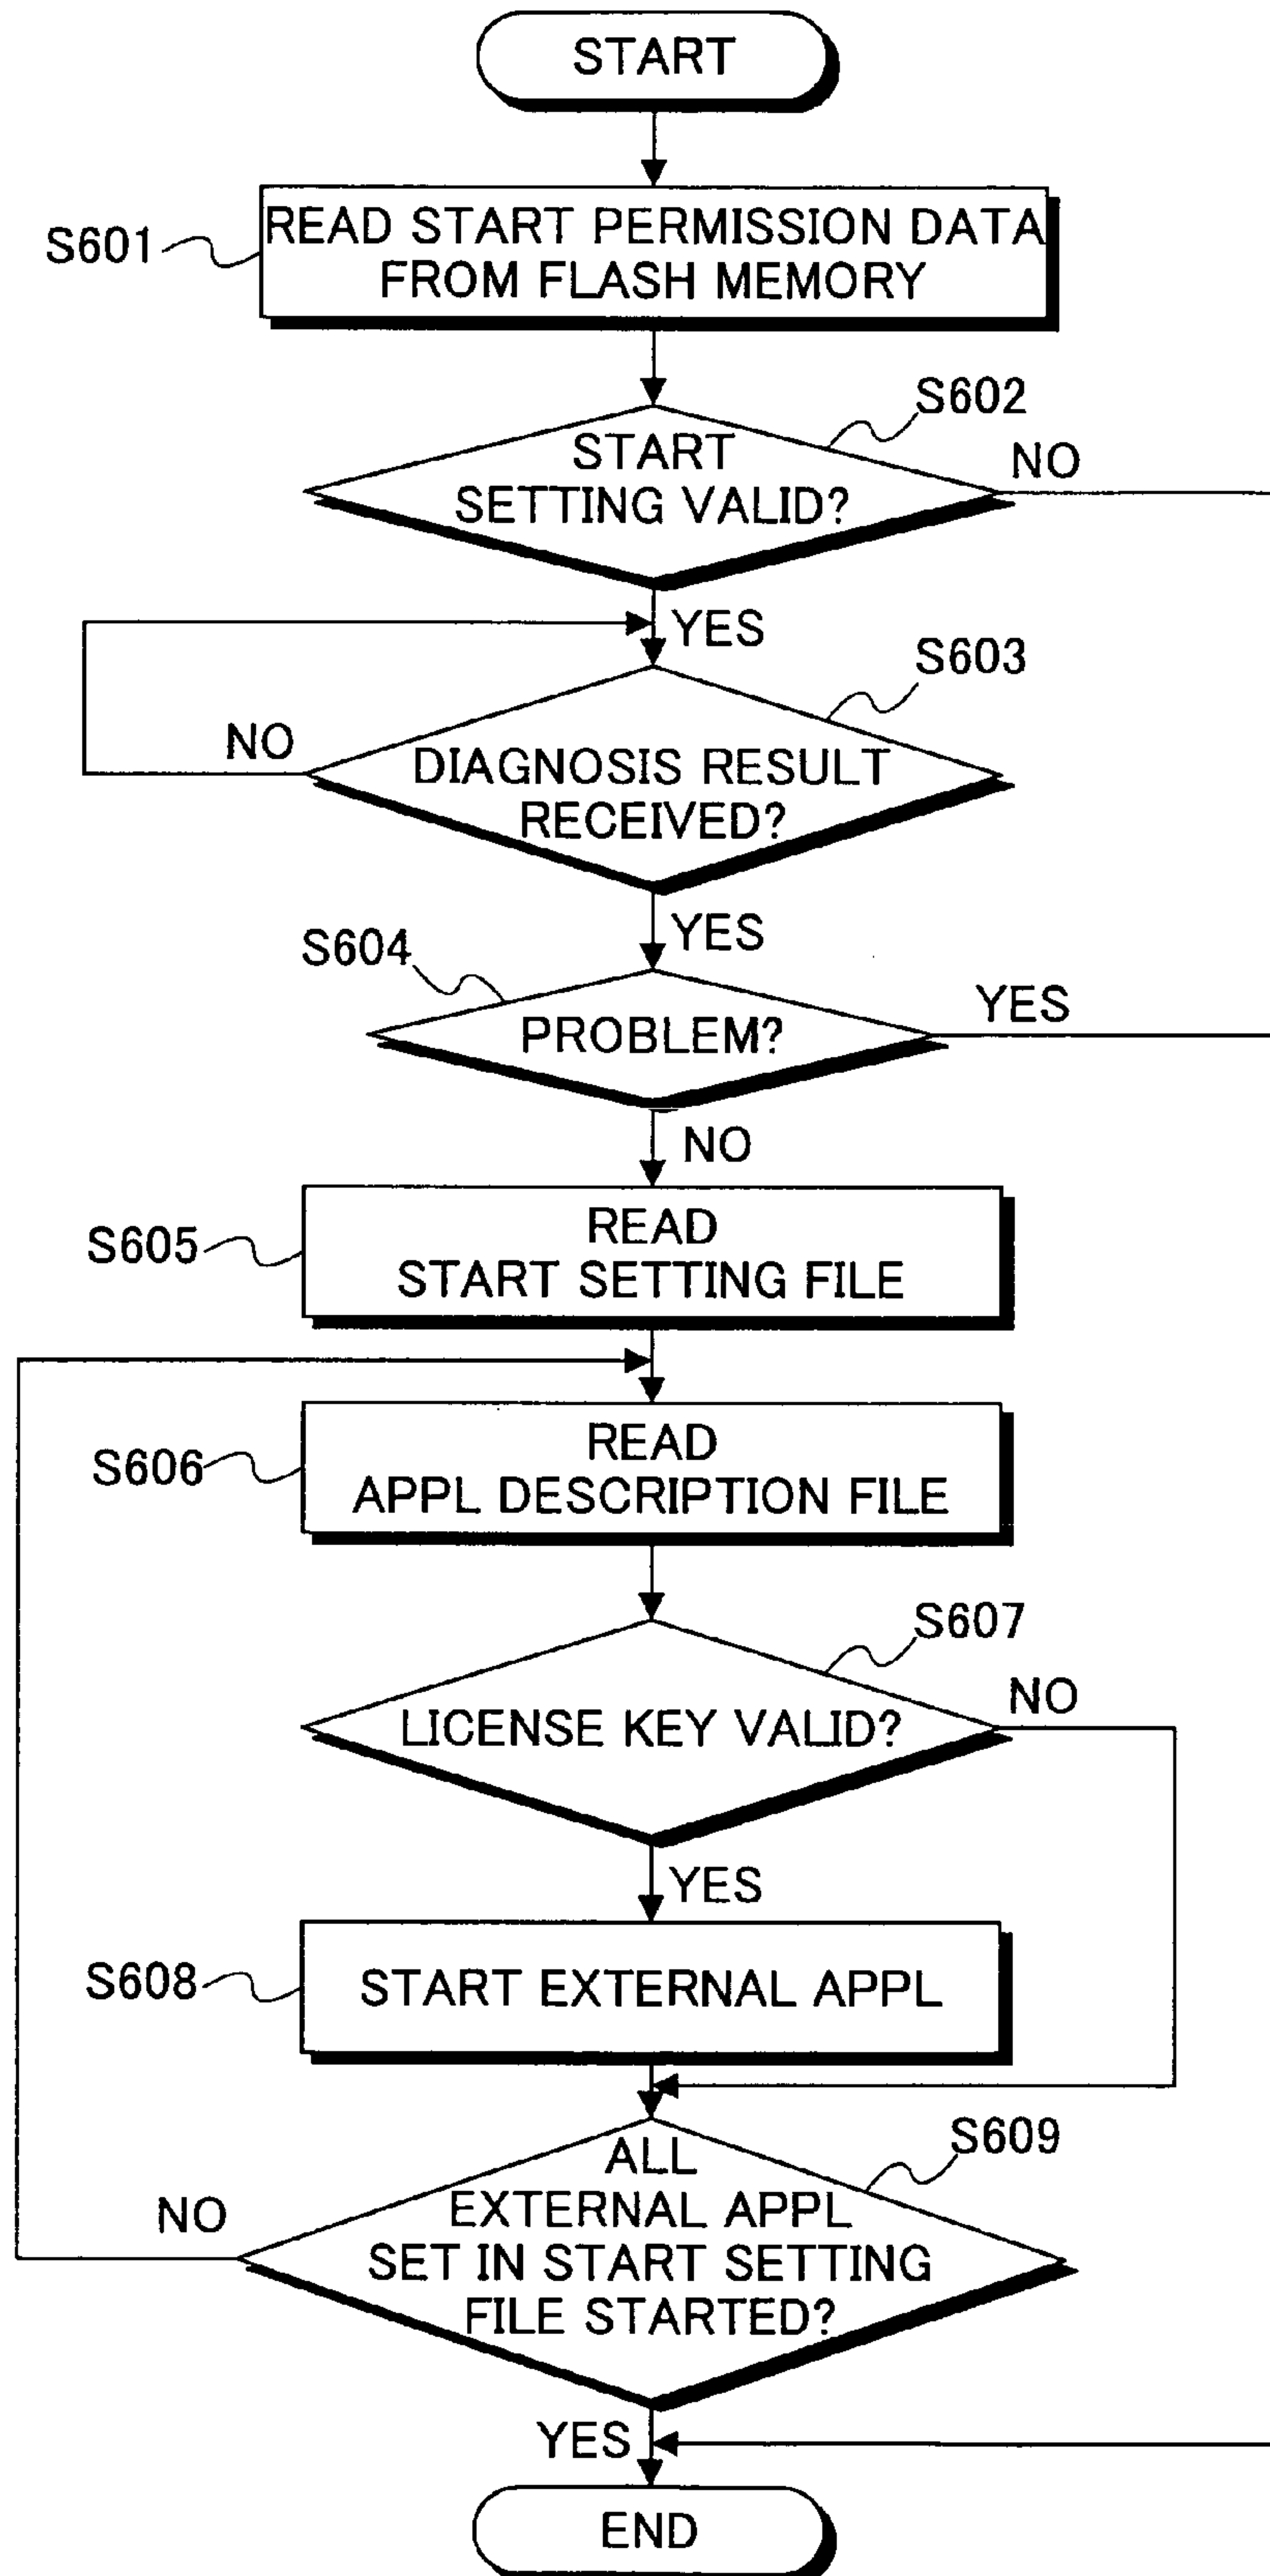 START
S601
READ START PERMISSION DATA
FROM FLASH MEMORY
S602
START
SETTING VALID?
NO
YES
S603
NO
DIAGNOSIS RESULT
RECEIVED?
YES
S604
PROBLEM?
YES
NO
S605
READ
START SETTING FILE
S606
READ
APPL DESCRIPTION FILE
S607
LICENSE KEY VALID?
NO
YES
S608
START EXTERNAL APPL
S609
ALL
EXTERNAL APPL
SET IN START SETTING
FILE STARTED?
NO
YES
END